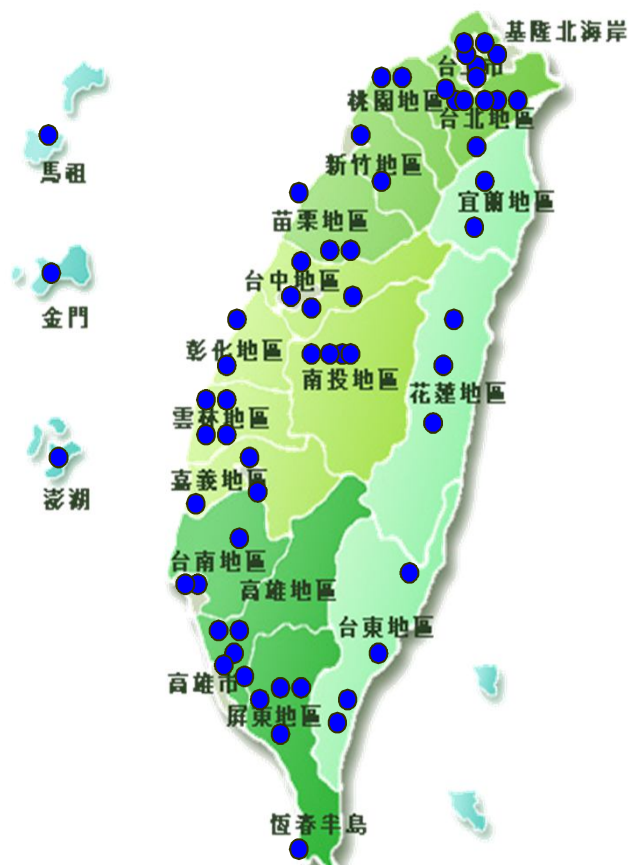 基隆北海岸
台北市
桃園地區
台北地區
新竹地區
馬祖
宜蘭地區
苗栗地區
台中地區
金門
彰化地區
南投地區
花蓮地區
雲林地區
嘉義地區
澎湖
台南地區
高雄地區
台東地區
高雄市
屏東地區
恆春半島